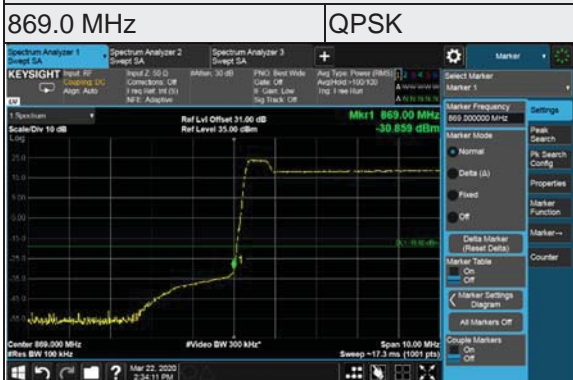 869.0 MHz QPSK
Spectrum Analyzer 1
Swept SA
Spectrum Analyzer 2
Swept SA
Spectrum Analyzer 3
Swept SA
+
Marker
KEYSIGHT Input: RF
Coupling: DC
Align: Auto
Input Z: 50 Ω
Corrections: Off
Freq Ref: Int (S)
NFE: Adaptive
#Atten: 30 dB
PNO: Best Wide
Gate: Off
IF Gain: Low
Sig Track: Off
Avg Type: Power (RMS)
Avg|Hold:>100/100
Trig: Free Run
Select Marker
Marker 1
1 Spectrum
Scale/Div 10 dB
Log
Ref Lvl Offset 31.00 dB
Ref Level 35.00 dBm
Mkr1 869.00 MHz
-30.859 dBm
Marker Frequency
869.000000 MHz
Marker Mode
Normal
Delta (Δ)
Fixed
Off
Delta Marker
(Reset Delta)
Marker Table
On
Off
Marker Settings
Diagram
All Markers Off
Couple Markers
On
Off
Settings
Peak
Search
Pk Search
Config
Properties
Marker
Function
Marker→
Counter
25.0
15.0
5.00
-5.00
-15.0
-25.0
-35.0
-45.0
-55.0
Center 869.000 MHz
#Res BW 100 kHz
#Video BW 300 kHz*
Span 10.00 MHz
Sweep ~17.3 ms (1001 pts)
?
Mar 22, 2020
2:34:11 PM